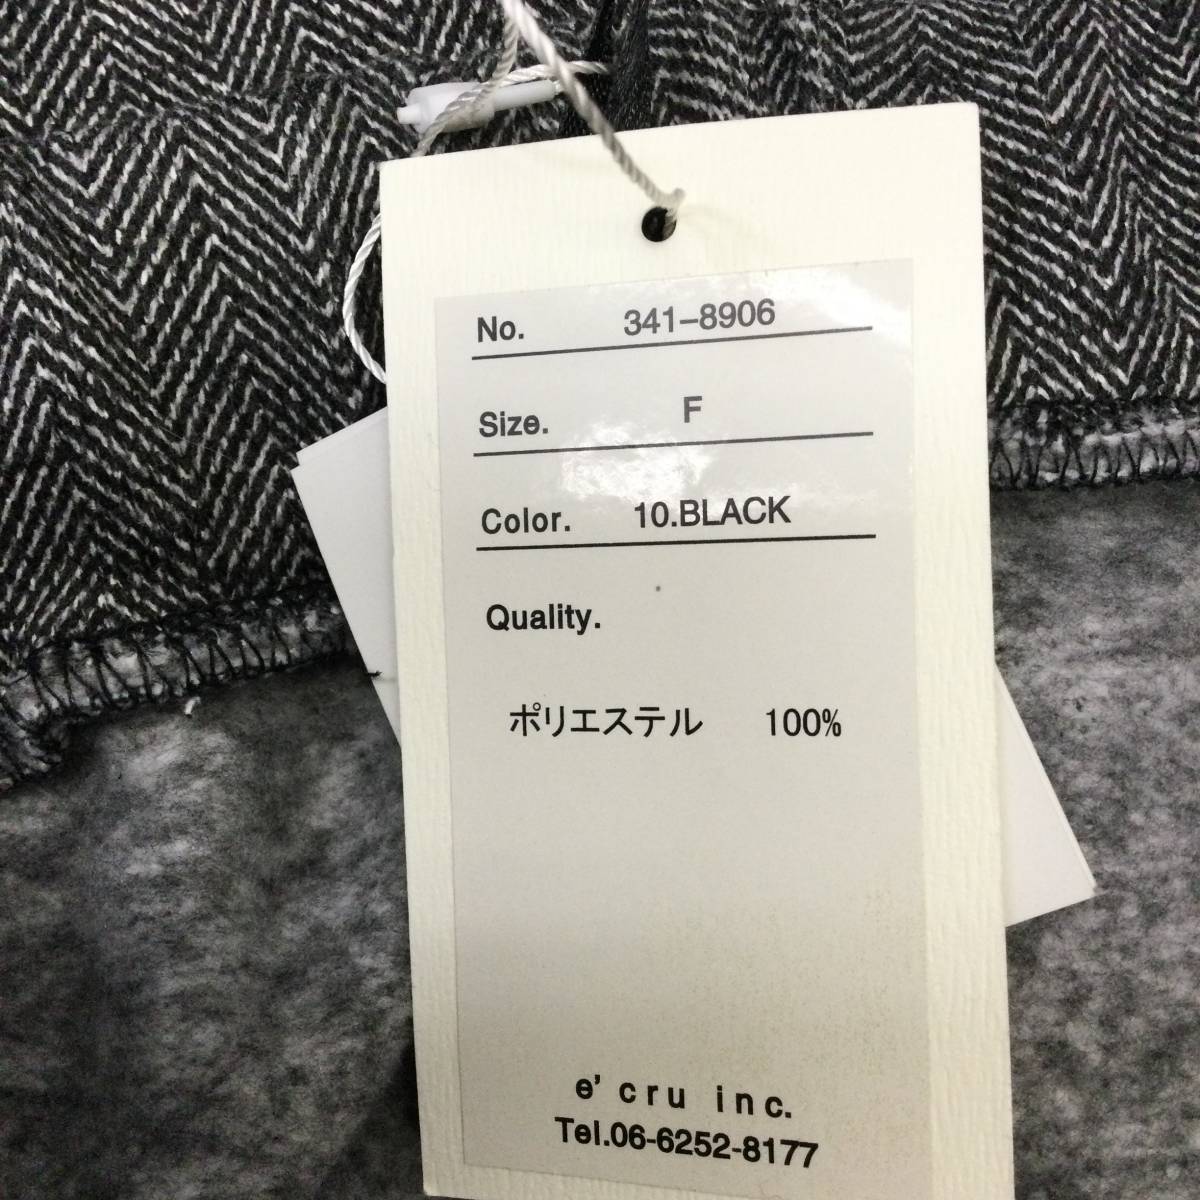 No. 341-8906
Size. F
Color. 10.BLACK
Quality.
ポリエステル 100%
e' cru inc.
Tel.06-6252-8177